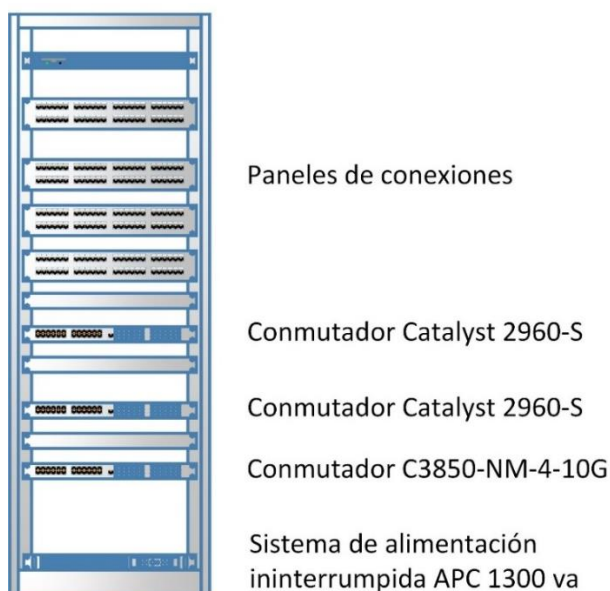 Paneles de conexiones
Conmutador Catalyst 2960-S
Conmutador Catalyst 2960-S
Conmutador C3850-NM-4-10G
Sistema de alimentación
ininterrumpida APC 1300 va